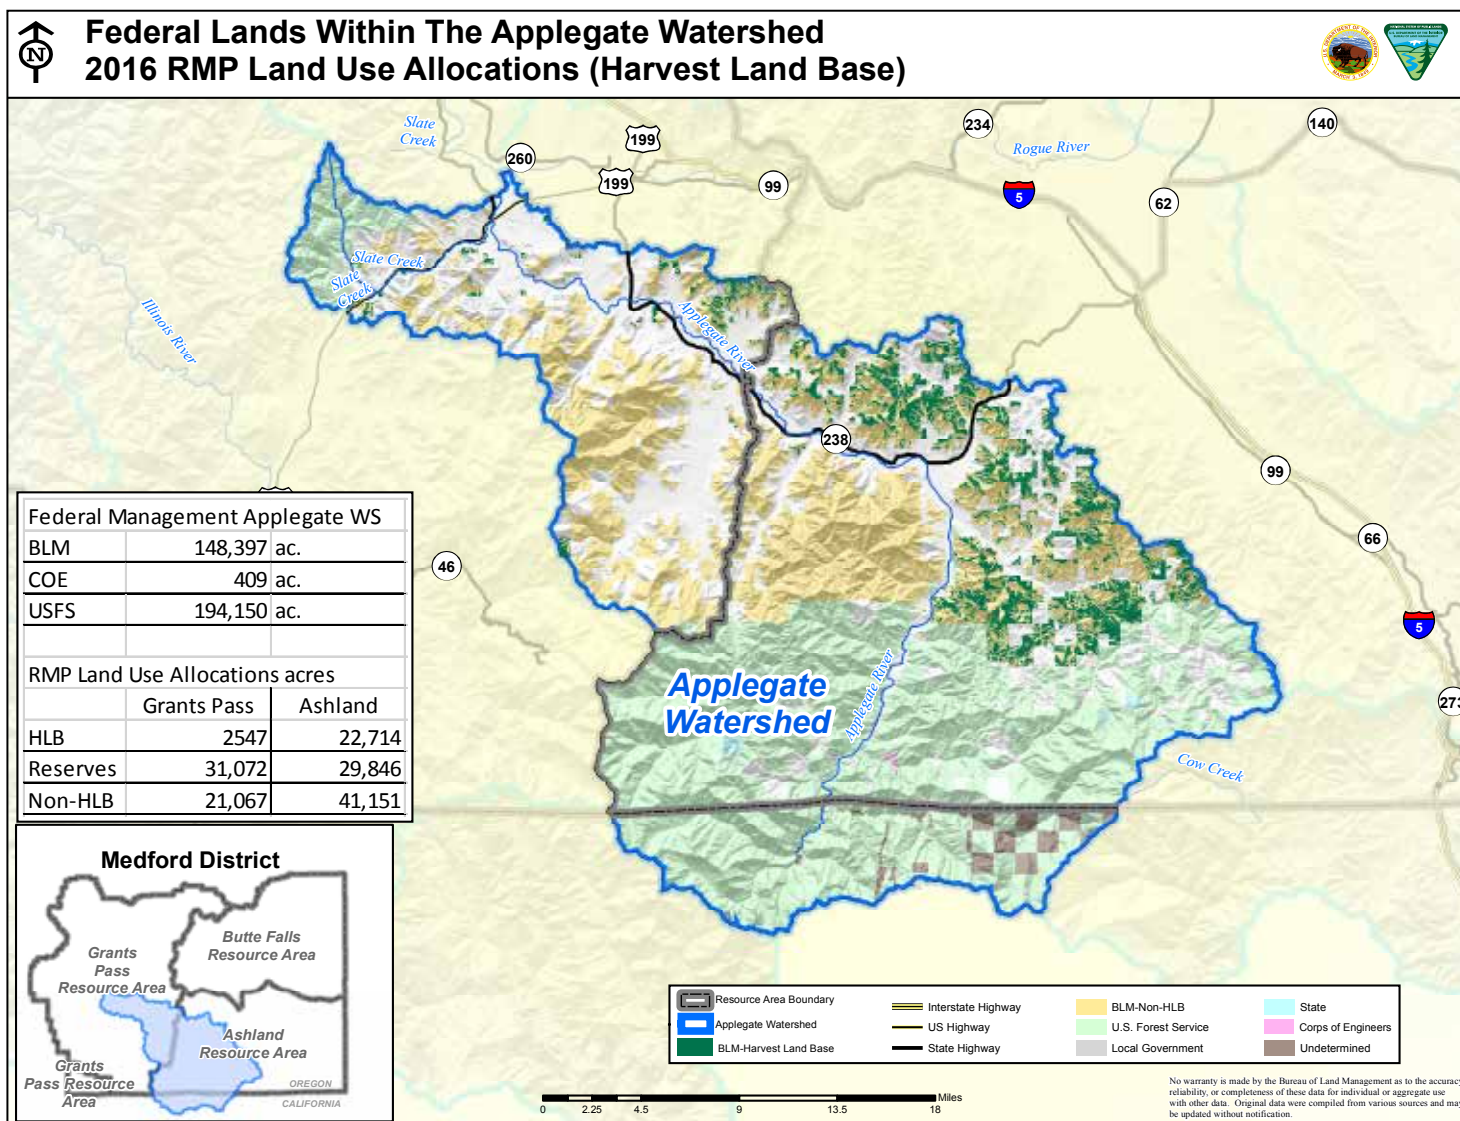 Federal Lands Within The Applegate Watershed
2016 RMP Land Use Allocations (Harvest Land Base)
N
Slate
Creek
260
199
199
99
234
Rogue River
140
5
62
Slate Creek
Slate
Creek
Illinois River
Applegate River
238
99
66
46
5
273
Applegate
Watershed
Applegate River
Cow Creek
Federal Management Applegate WS
BLM 148,397 ac.
COE 409 ac.
USFS 194,150 ac.
RMP Land Use Allocations acres
Grants Pass Ashland
HLB 2547 22,714
Reserves 31,072 29,846
Non-HLB 21,067 41,151
Medford District
Butte Falls
Resource Area
Grants
Pass
Resource Area
Ashland
Resource Area
Grants
Pass Resource
Area
OREGON
CALIFORNIA
Resource Area Boundary
Applegate Watershed
BLM-Harvest Land Base
Interstate Highway
US Highway
State Highway
BLM-Non-HLB
U.S. Forest Service
Local Government
State
Corps of Engineers
Undetermined
0 2.25 4.5 9 13.5 18
Miles
No warranty is made by the Bureau of Land Management as to the accuracy
reliability, or completeness of these data for individual or aggregate use
with other data. Original data were compiled from various sources and may
be updated without notification.